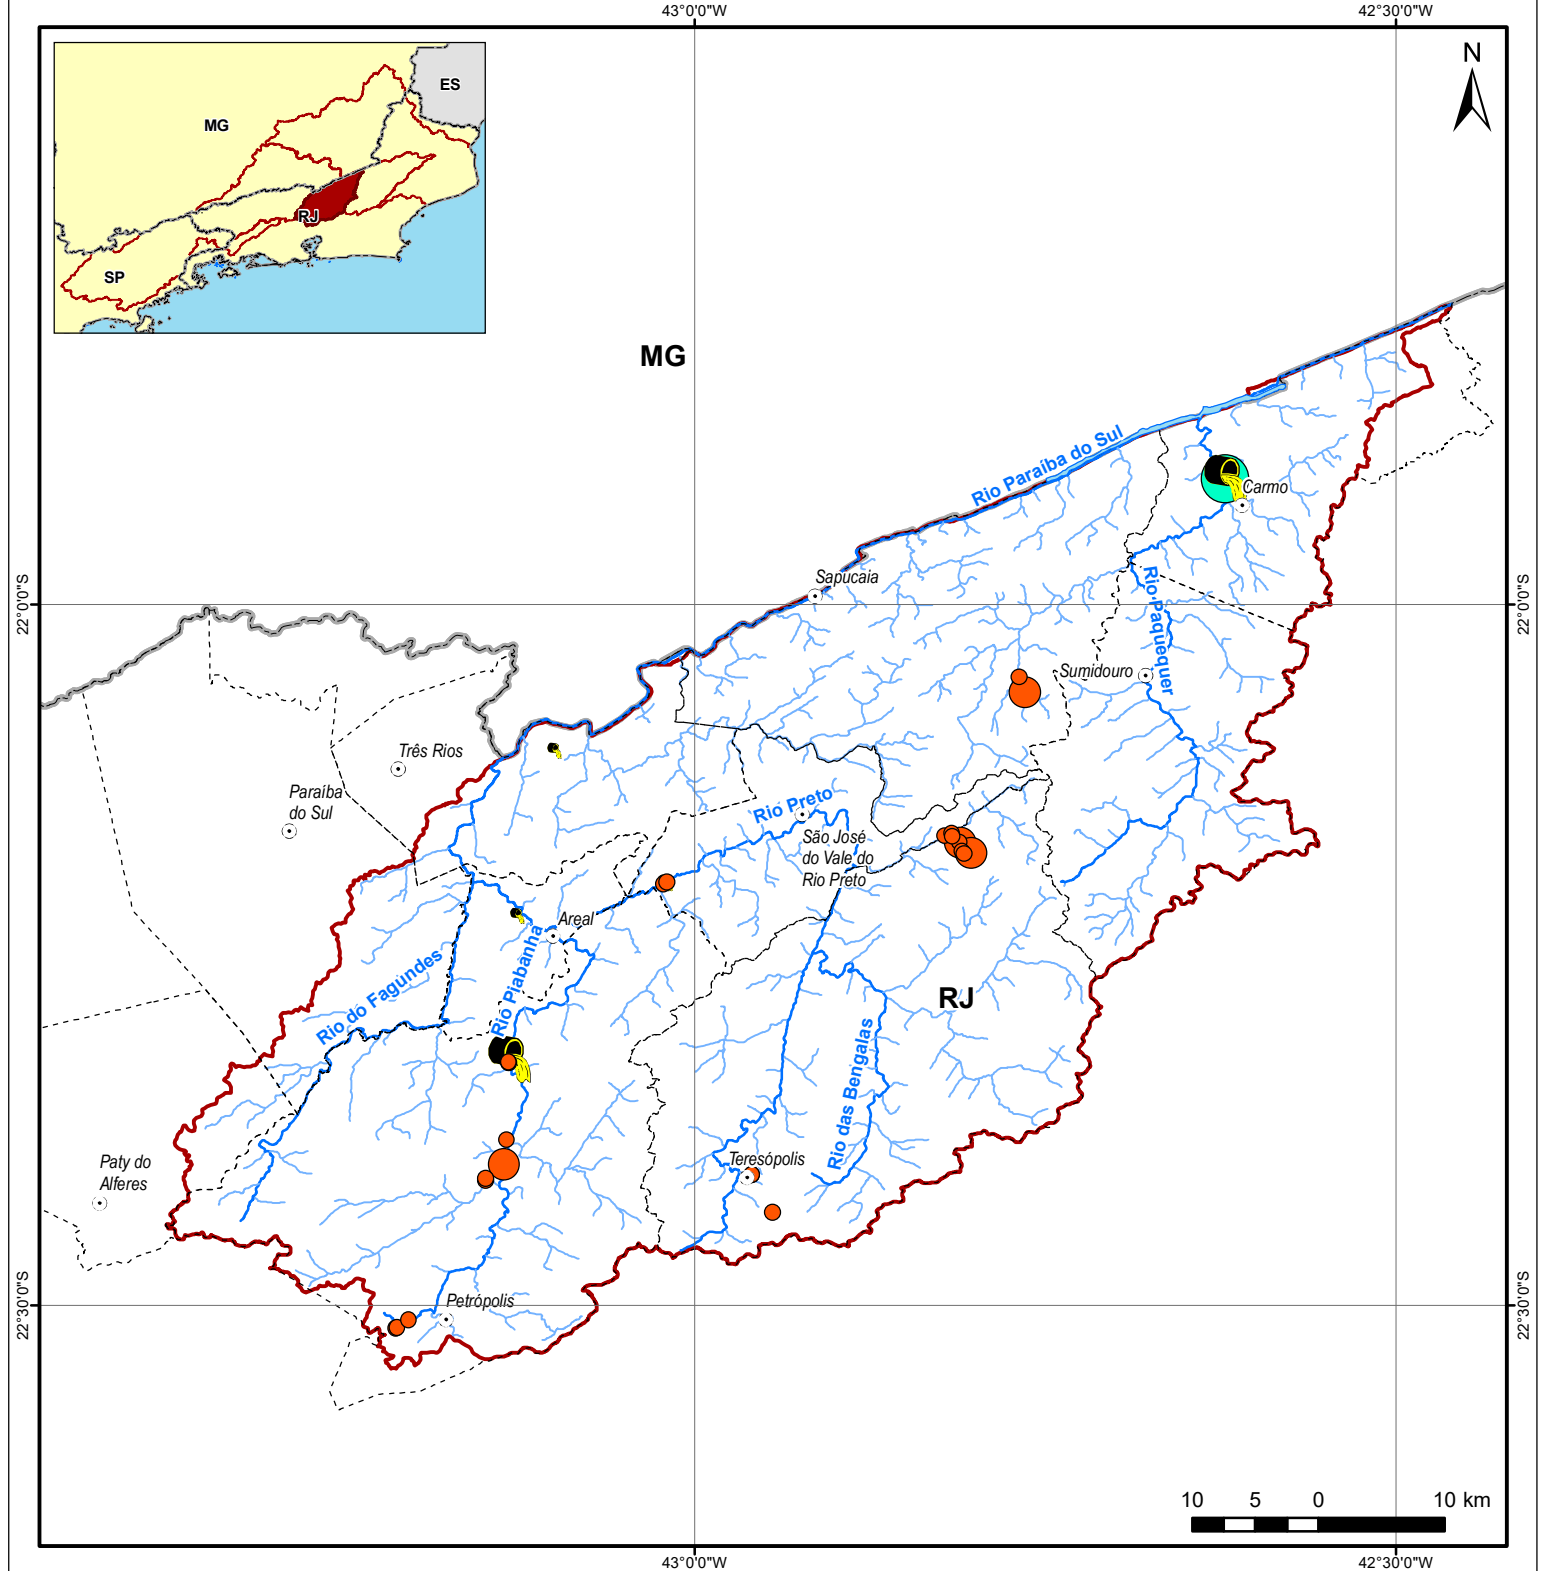 43°0'0"W
42°30'0"W
N
ES
MG
RJ
SP
MG
Rio Paraíba do Sul
Carmo
Sapucaia
22°0'0"S
22°0'0"S
Rio Paquequer
Sumidouro
Três Rios
Paraíba
do Sul
Rio Preto
São José
do Vale do
Rio Preto
Areal
Rio Piabanha
Rio do Fagundes
RJ
Rio das Bengalas
Teresópolis
Paty do
Alferes
Petrópolis
22°30'0"S
22°30'0"S
10 5 0 10 km
43°0'0"W
42°30'0"W